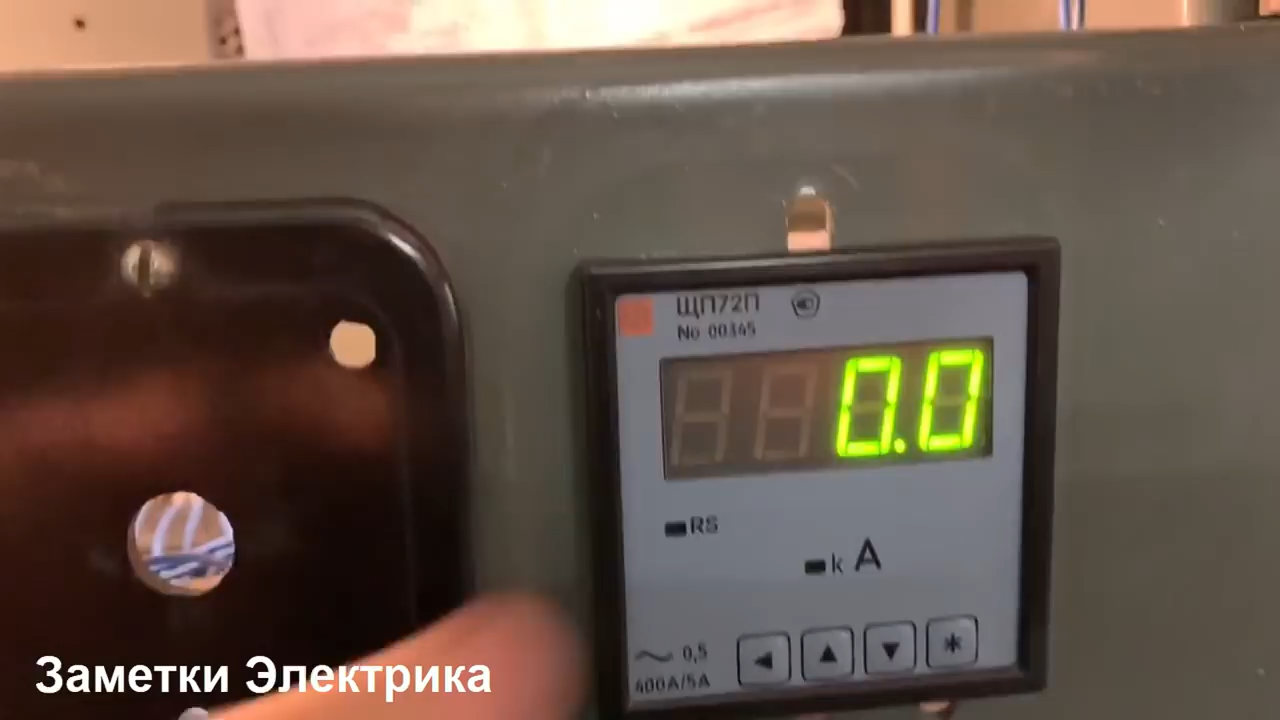 ЩП72П
No 00345
0.0
RS
k A
0,5
400A/5A
Заметки Электрика